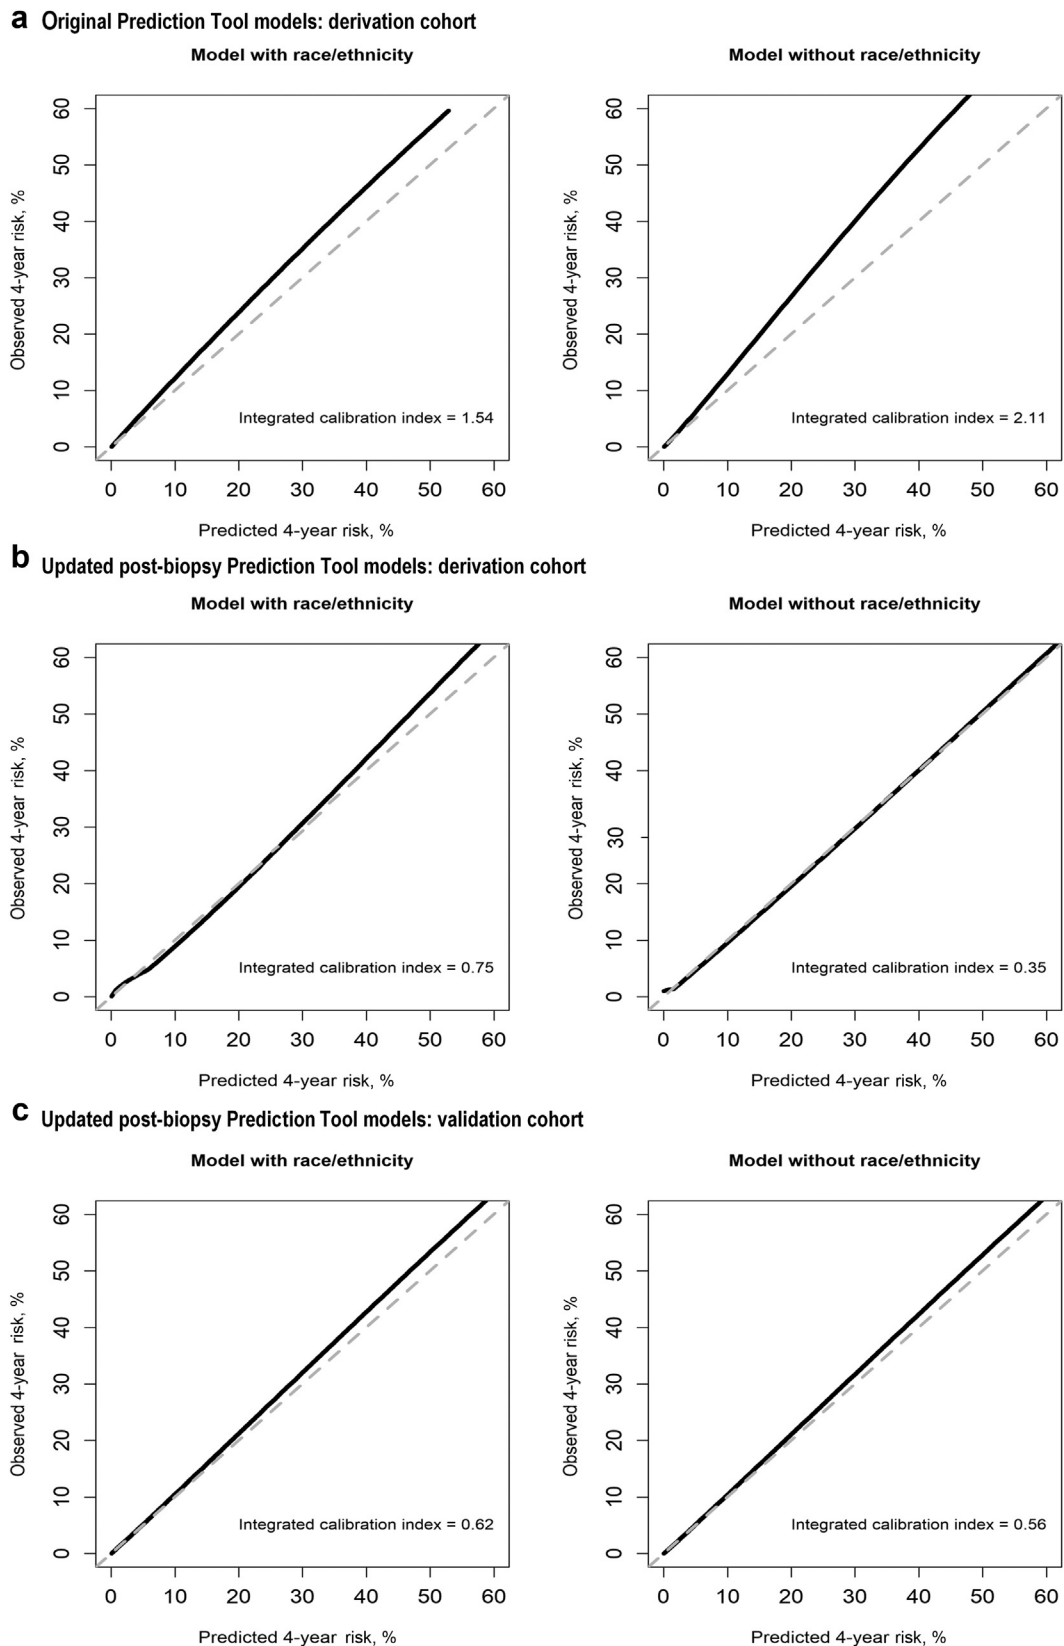 a Original Prediction Tool models: derivation cohort
Model with race/ethnicity
Observed 4-year risk, %
60
50
40
30
20
10
0
Integrated calibration index = 1.54
0 10 20 30 40 50 60
Predicted 4-year risk, %
Model without race/ethnicity
Observed 4-year risk, %
60
50
40
30
20
10
0
Integrated calibration index = 2.11
0 10 20 30 40 50 60
Predicted 4-year risk, %
b Updated post-biopsy Prediction Tool models: derivation cohort
Model with race/ethnicity
Observed 4-year risk, %
60
50
40
30
20
10
0
Integrated calibration index = 0.75
0 10 20 30 40 50 60
Predicted 4-year risk, %
Model without race/ethnicity
Observed 4-year risk, %
60
50
40
30
20
10
0
Integrated calibration index = 0.35
0 10 20 30 40 50 60
Predicted 4-year risk, %
c Updated post-biopsy Prediction Tool models: validation cohort
Model with race/ethnicity
Observed 4-year risk, %
60
50
40
30
20
10
0
Integrated calibration index = 0.62
0 10 20 30 40 50 60
Predicted 4-year risk, %
Model without race/ethnicity
Observed 4-year risk, %
60
50
40
30
20
10
0
Integrated calibration index = 0.56
0 10 20 30 40 50 60
Predicted 4-year risk, %